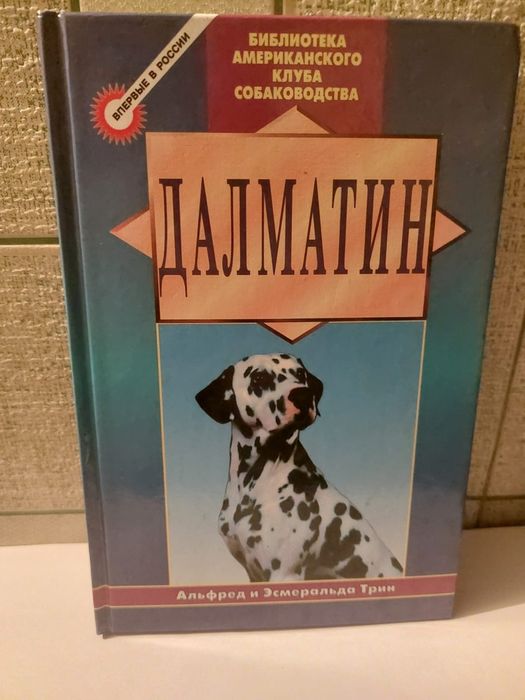 ВПЕРВЫЕ В РОССИИ
БИБЛИОТЕКА
АМЕРИКАНСКОГО
КЛУБА
СОБАКОВОДСТВА
ДАЛМАТИН
Альфред и Эсмеральда Трин